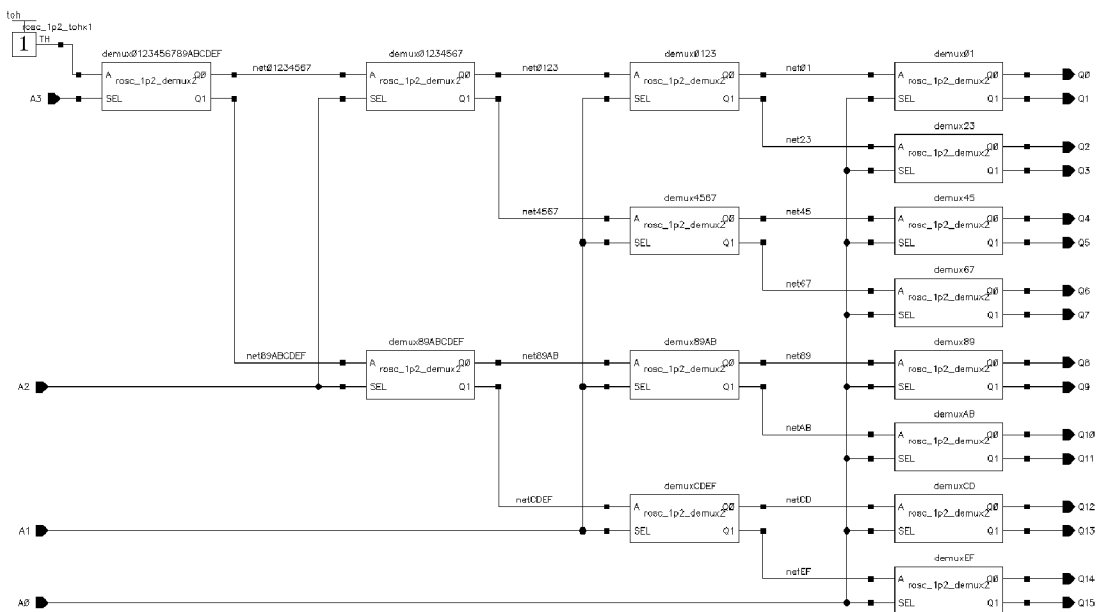 toh
rosc_1p2_tohx1
1 TH
demux0123456789ABCDEF demux01234567 demux0123 demux01
A rosc_1p2_demux2 Q0 net01234567 A rosc_1p2_demux2 Q0 net0123 A rosc_1p2_demux2 Q0 net01 A rosc_1p2_demux2 Q0 Q0
A3 SEL Q1 SEL Q1 SEL Q1 SEL Q1 Q1
demux23
net23 A rosc_1p2_demux2 Q0 Q2
SEL Q1 Q3
demux4567 demux45
net4567 A rosc_1p2_demux2 Q0 net45 A rosc_1p2_demux2 Q0 Q4
SEL Q1 SEL Q1 Q5
demux67
net67 A rosc_1p2_demux2 Q0 Q6
SEL Q1 Q7
demux89ABCDEF demux89AB demux89
net89ABCDEF A rosc_1p2_demux2 Q0 net89AB A rosc_1p2_demux2 Q0 net89 A rosc_1p2_demux2 Q0 Q8
A2 SEL Q1 SEL Q1 SEL Q1 Q9
demuxAB
netAB A rosc_1p2_demux2 Q0 Q10
SEL Q1 Q11
demuxCDEF demuxCD
netCDEF A rosc_1p2_demux2 Q0 netCD A rosc_1p2_demux2 Q0 Q12
A1 SEL Q1 SEL Q1 Q13
demuxEF
netEF A rosc_1p2_demux2 Q0 Q14
A0 SEL Q1 Q15